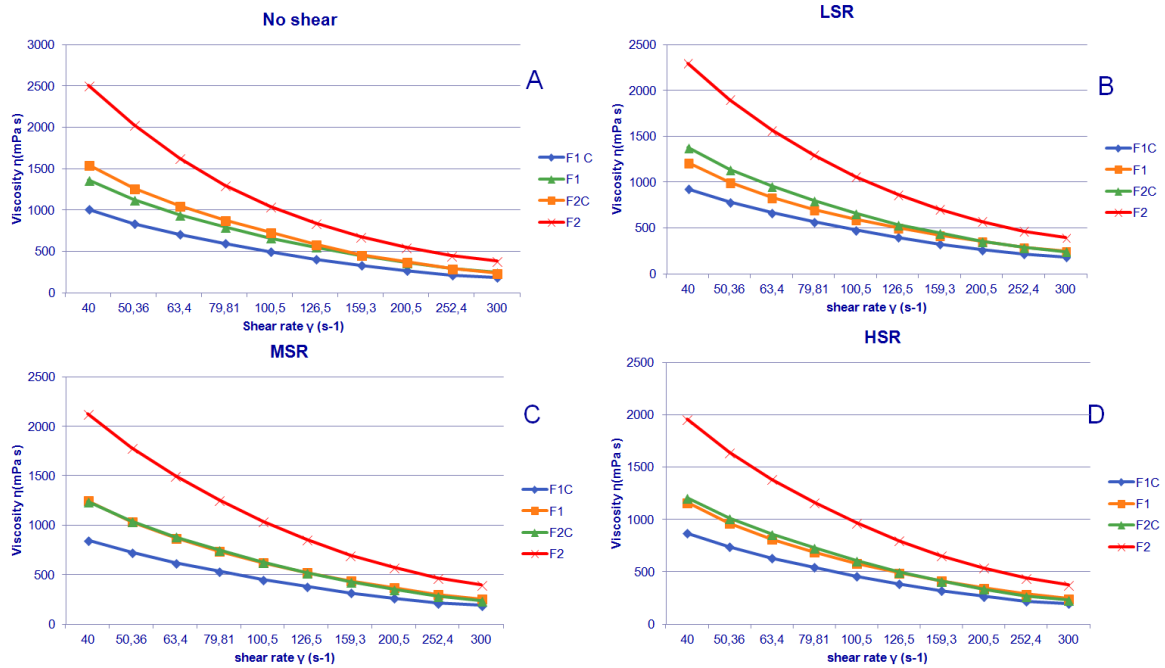 No shear
Viscosity η(mPa s)
3000
2500
2000
1500
1000
500
0
40 50,36 63,4 79,81 100,5 126,5 159,3 200,5 252,4 300
Shear rate γ (s-1)
A
F1 C
F1
F2C
F2
LSR
Viscosity η(mPa s)
2500
2000
1500
1000
500
0
40 50,36 63,4 79,81 100,5 126,5 159,3 200,5 252,4 300
shear rate γ (s-1)
B
F1C
F1
F2C
F2
MSR
Viscosity η(mPa s)
2500
2000
1500
1000
500
0
40 50,36 63,4 79,81 100,5 126,5 159,3 200,5 252,4 300
shear rate γ (s-1)
C
F1C
F1
F2C
F2
HSR
Viscosity η(mPa s)
2500
2000
1500
1000
500
0
40 50,36 63,4 79,81 100,5 126,5 159,3 200,5 252,4 300
shear rate γ (s-1)
D
F1C
F1
F2C
F2